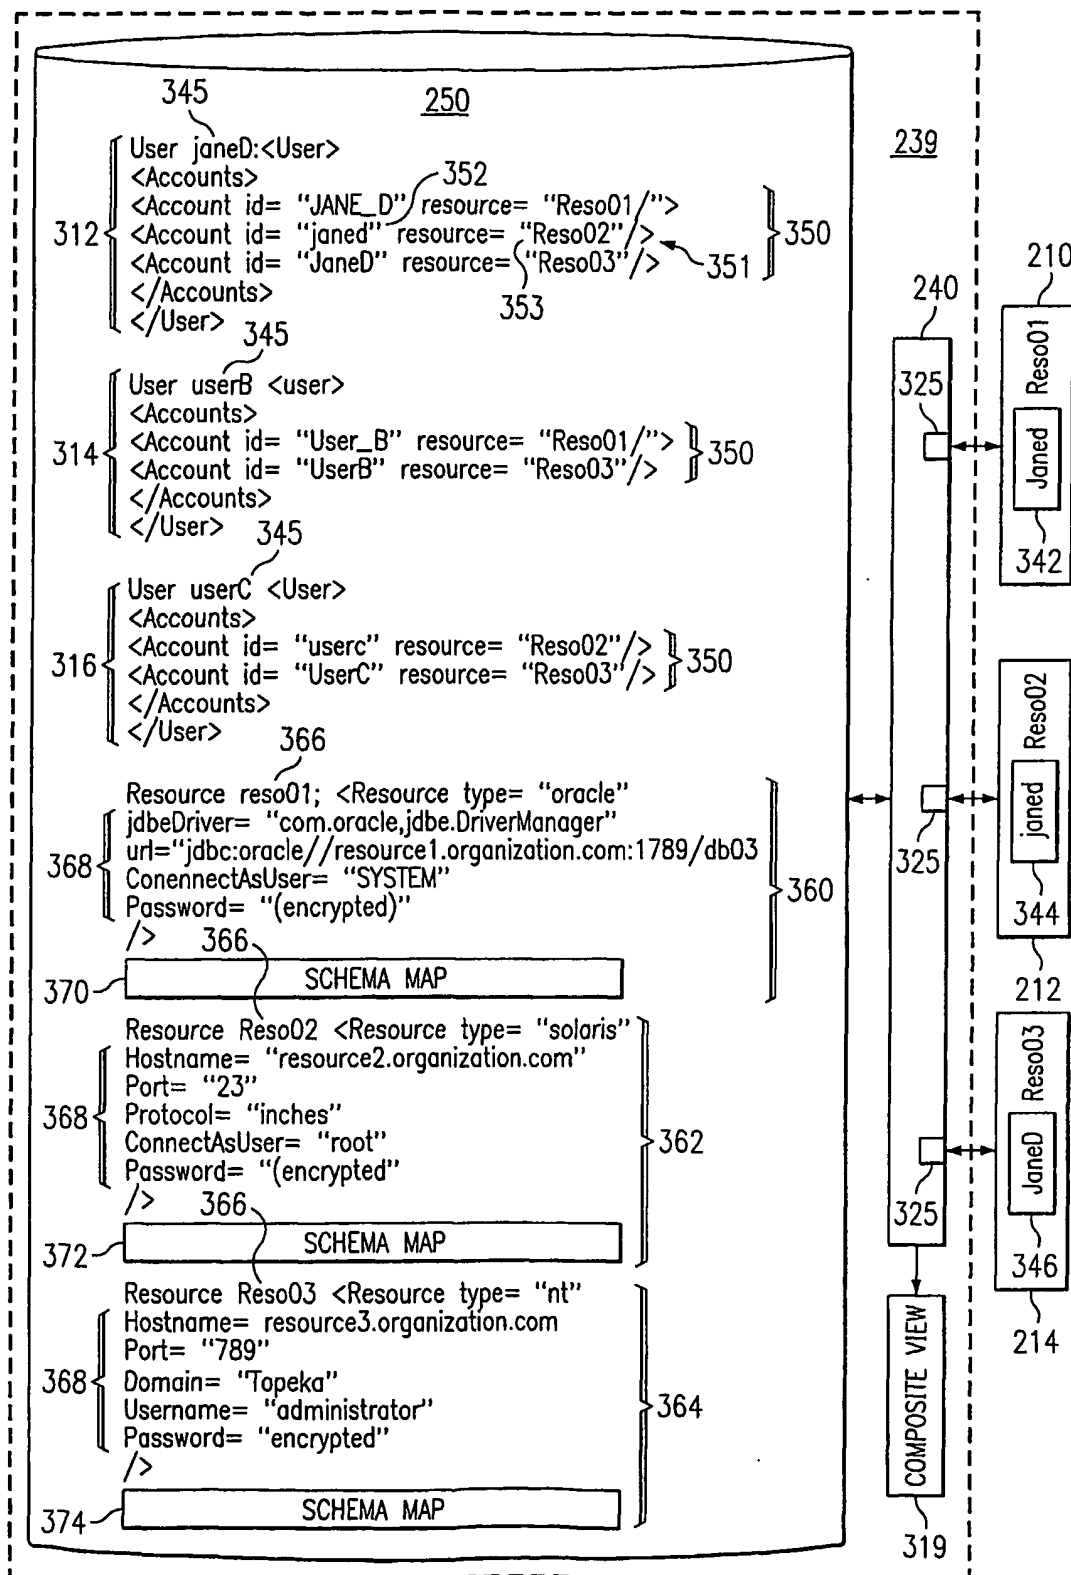 345
250
239
User janeD:<User>
<Accounts>
352
<Account id= "JANE_D" resource= "Reso01/">
312
<Account id= "janed" resource= "Reso02"/>
350
<Account id= "JaneD" resource= "Reso03"/>
351
</Accounts>
353
</User>
345
User userB <user>
<Accounts>
<Account id= "User_B" resource= "Reso01/">
314
<Account id= "UserB" resource= "Reso03"/>
350
</Accounts>
</User>
345
User userC <User>
<Accounts>
<Account id= "userc" resource= "Reso02"/>
316
350
<Account id= "UserC" resource= "Reso03"/>
</Accounts>
</User>
366
Resource reso01; <Resource type= "oracle"
jdbeDriver= "com.oracle,jdbe.DriverManager"
url="jdbc:oracle//resource1.organization.com:1789/db03
368
ConennectAsUser= "SYSTEM"
Password= "(encrypted)"
/>
360
366
370
SCHEMA MAP
Resource Reso02 <Resource type= "solaris"
Hostname= "resource2.organization.com"
Port= "23"
368
Protocol= "inches"
ConnectAsUser= "root"
362
Password= "(encrypted"
/>
366
372
SCHEMA MAP
Resource Reso03 <Resource type= "nt"
Hostname= resource3.organization.com
Port= "789"
368
Domain= "Topeka"
Username= "administrator"
364
Password= "encrypted"
/>
374
SCHEMA MAP
240
325
325
325
COMPOSITE VIEW
319
210
Reso01
Janed
342
Reso02
janed
344
212
Reso03
JaneD
346
214